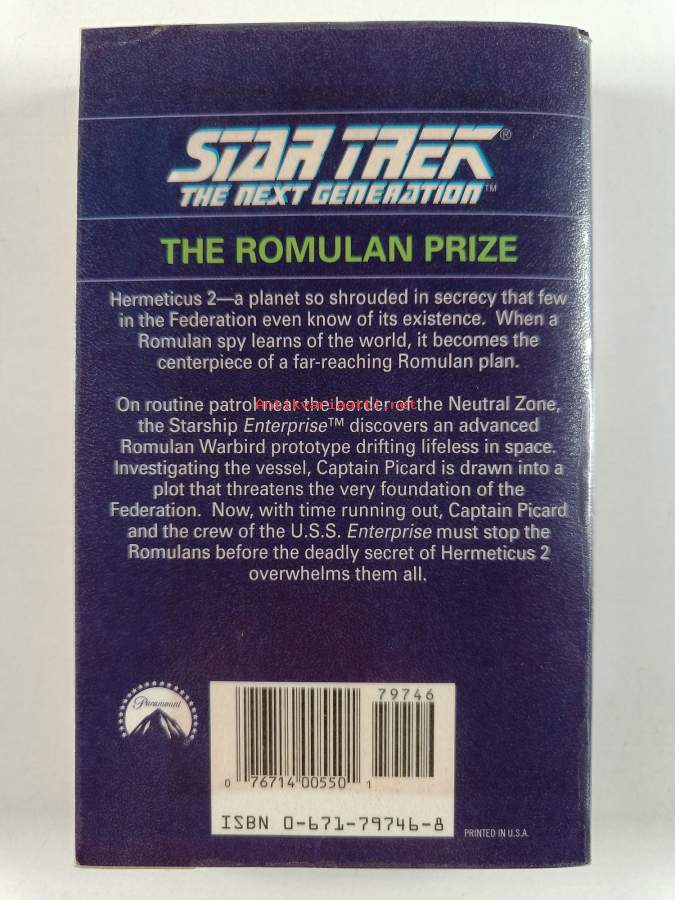 STAR TREK®
THE NEXT GENERATION™
THE ROMULAN PRIZE
Hermeticus 2—a planet so shrouded in secrecy that few
in the Federation even know of its existence. When a
Romulan spy learns of the world, it becomes the
centerpiece of a far-reaching Romulan plan.
On routine patrol near the border of the Neutral Zone,
the Starship Enterprise™ discovers an advanced
Romulan Warbird prototype drifting lifeless in space.
Investigating the vessel, Captain Picard is drawn into a
plot that threatens the very foundation of the
Federation. Now, with time running out, Captain Picard
and the crew of the U.S.S. Enterprise must stop the
Romulans before the deadly secret of Hermeticus 2
overwhelms them all.
Antikvariaatti.net
Paramount
79746
0 76714 00550 1
ISBN 0-671-79746-8
PRINTED IN U.S.A.